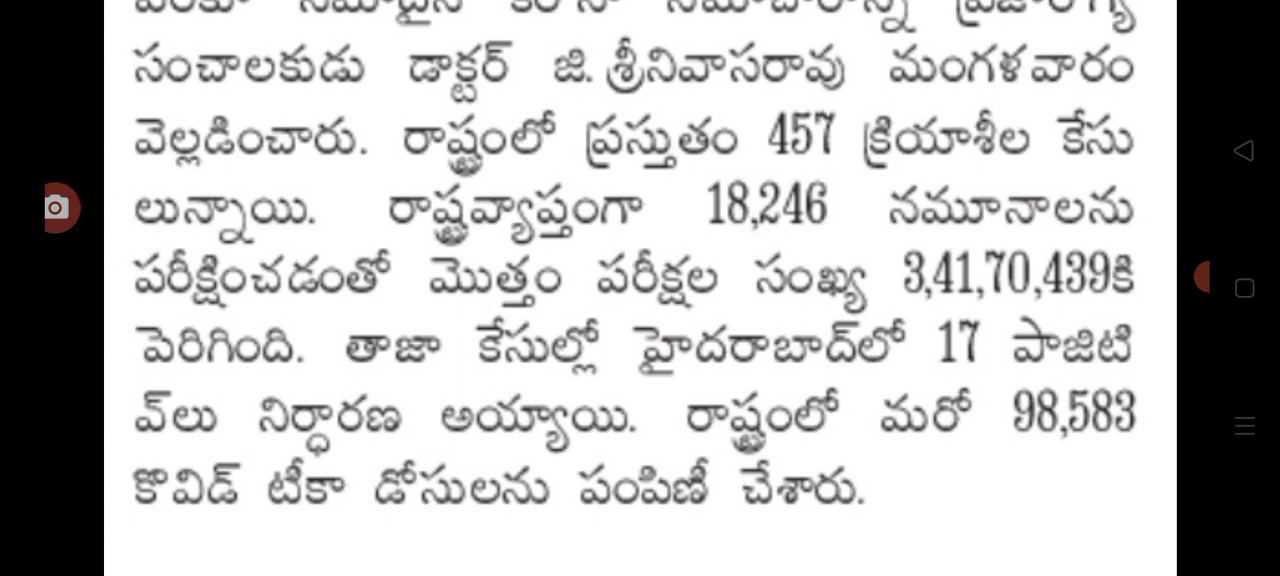 సంచాలకుడు డాక్టర్ జి. శ్రీనివాసరావు మంగళవారం
వెల్లడించారు. రాష్ట్రంలో ప్రస్తుతం 457 క్రియాశీల కేసు
లున్నాయి. రాష్ట్రవ్యాప్తంగా 18,246 నమూనాలను
పరీక్షించడంతో మొత్తం పరీక్షల సంఖ్య 3,41,70,439కి
పెరిగింది. తాజా కేసుల్లో హైదరాబాద్‌లో 17 పాజిటి
వ్‌లు నిర్ధారణ అయ్యాయి. రాష్ట్రంలో మరో 98,583
కొవిడ్ టీకా డోసులను పంపిణీ చేశారు.